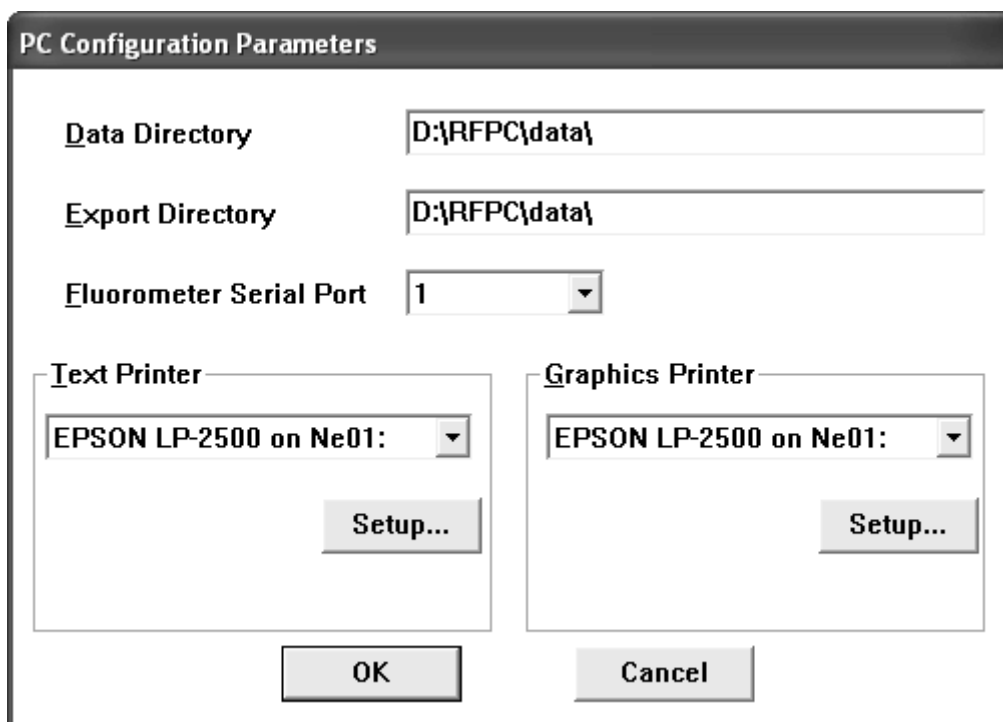 PC Configuration Parameters
Data Directory D:\RFPC\data\
Export Directory D:\RFPC\data\
Fluorometer Serial Port 1
Text Printer
EPSON LP-2500 on Ne01:
Setup...
Graphics Printer
EPSON LP-2500 on Ne01:
Setup...
OK Cancel